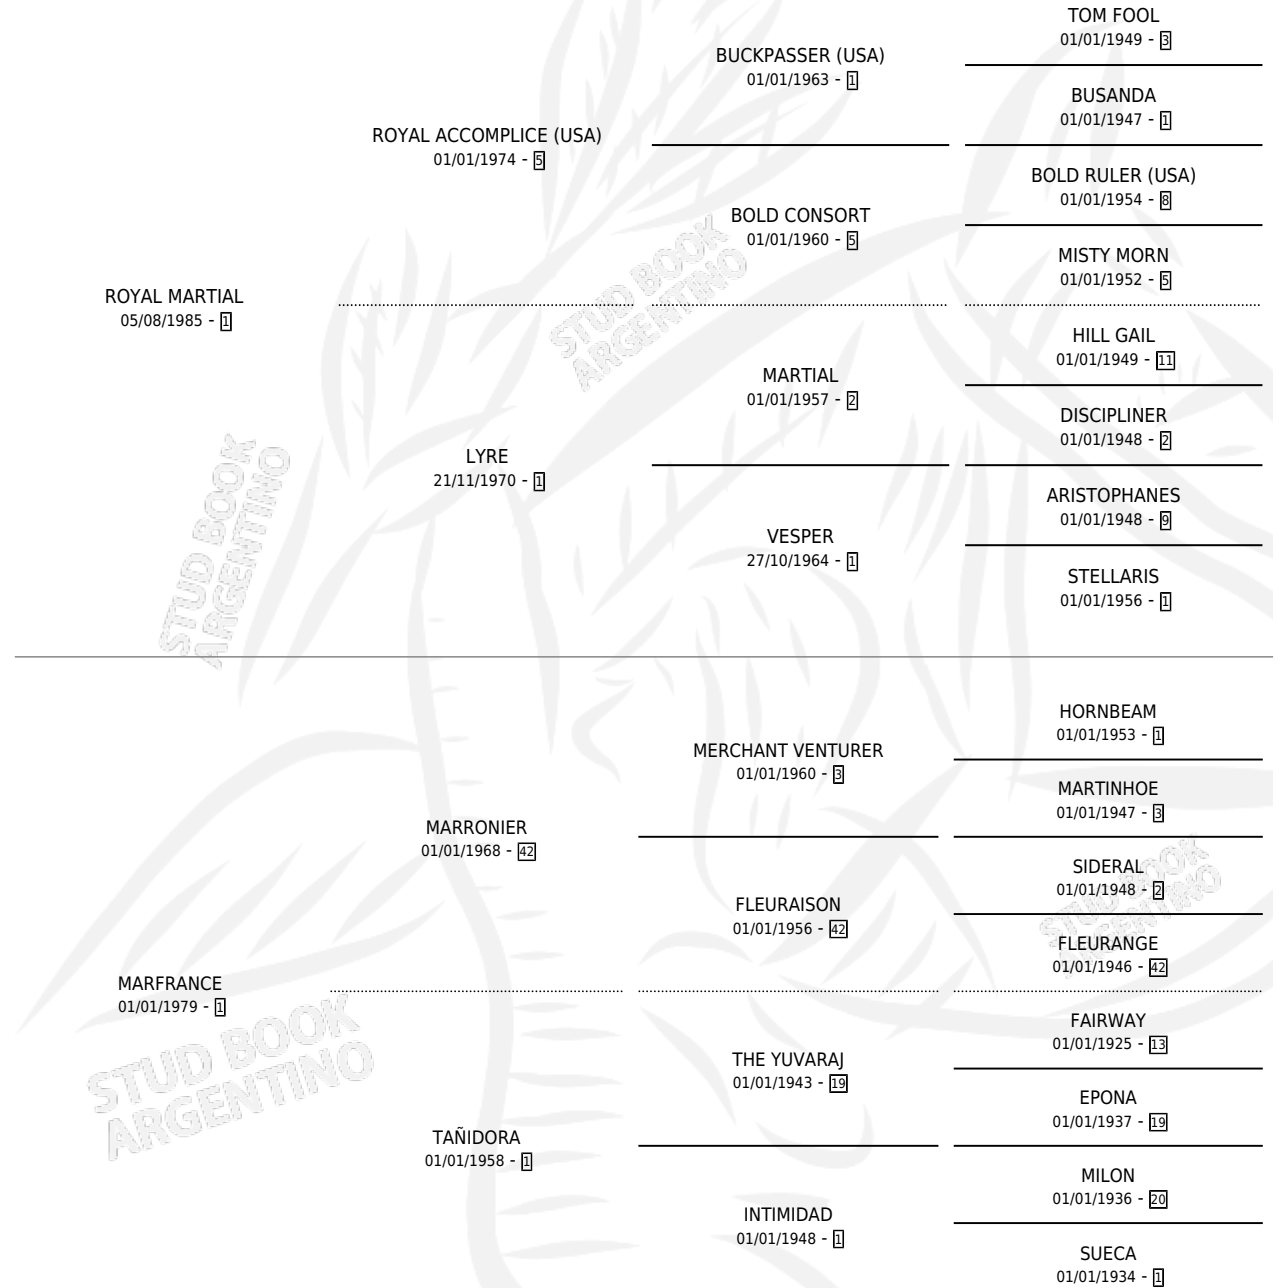 TOM FOOL
01/01/1949 - 3
BUCKPASSER (USA)
01/01/1963 - 1
BUSANDA
01/01/1947 - 1
ROYAL ACCOMPLICE (USA)
01/01/1974 - 5
BOLD RULER (USA)
01/01/1954 - 8
BOLD CONSORT
01/01/1960 - 5
MISTY MORN
01/01/1952 - 5
ROYAL MARTIAL
05/08/1985 - 1
HILL GAIL
01/01/1949 - 11
MARTIAL
01/01/1957 - 2
DISCIPLINER
01/01/1948 - 2
LYRE
21/11/1970 - 1
ARISTOPHANES
01/01/1948 - 9
VESPER
27/10/1964 - 1
STELLARIS
01/01/1956 - 1
HORNBEAM
01/01/1953 - 1
MERCHANT VENTURER
01/01/1960 - 3
MARTINHOE
01/01/1947 - 3
MARRONIER
01/01/1968 - 42
SIDERAL
01/01/1948 - 2
FLEURAISON
01/01/1956 - 42
FLEURANGE
01/01/1946 - 42
MARFRANCE
01/01/1979 - 1
FAIRWAY
01/01/1925 - 13
THE YUVARAJ
01/01/1943 - 19
EPONA
01/01/1937 - 19
TAÑIDORA
01/01/1958 - 1
MILON
01/01/1936 - 20
INTIMIDAD
01/01/1948 - 1
SUECA
01/01/1934 - 1
STUD BOOK
ARGENTINO
STUD BOOK
ARGENTINO
STUD BOOK
ARGENTINO
STUD BOOK
ARGENTINO